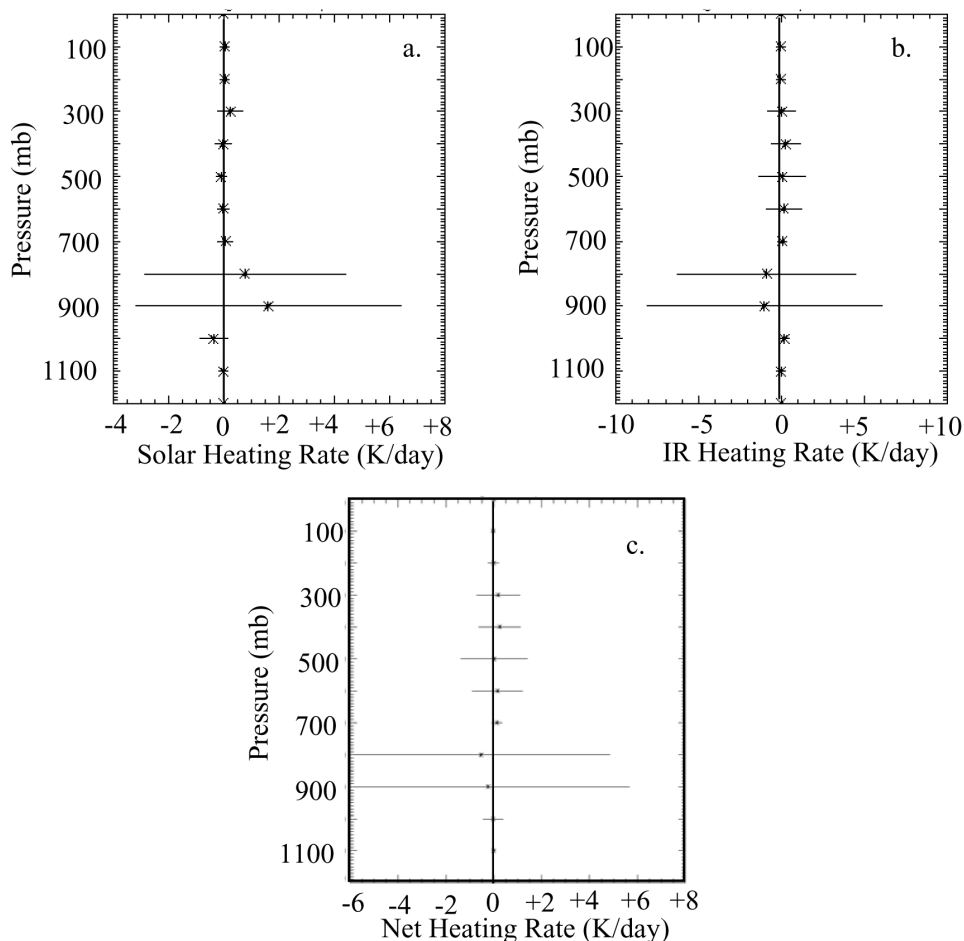 a.
100
300
500
700
900
1100
Pressure (mb)
-4 -2 0 +2 +4 +6 +8
Solar Heating Rate (K/day)
b.
100
300
500
700
900
1100
Pressure (mb)
-10 -5 0 +5 +10
IR Heating Rate (K/day)
c.
100
300
500
700
900
1100
Pressure (mb)
-6 -4 -2 0 +2 +4 +6 +8
Net Heating Rate (K/day)